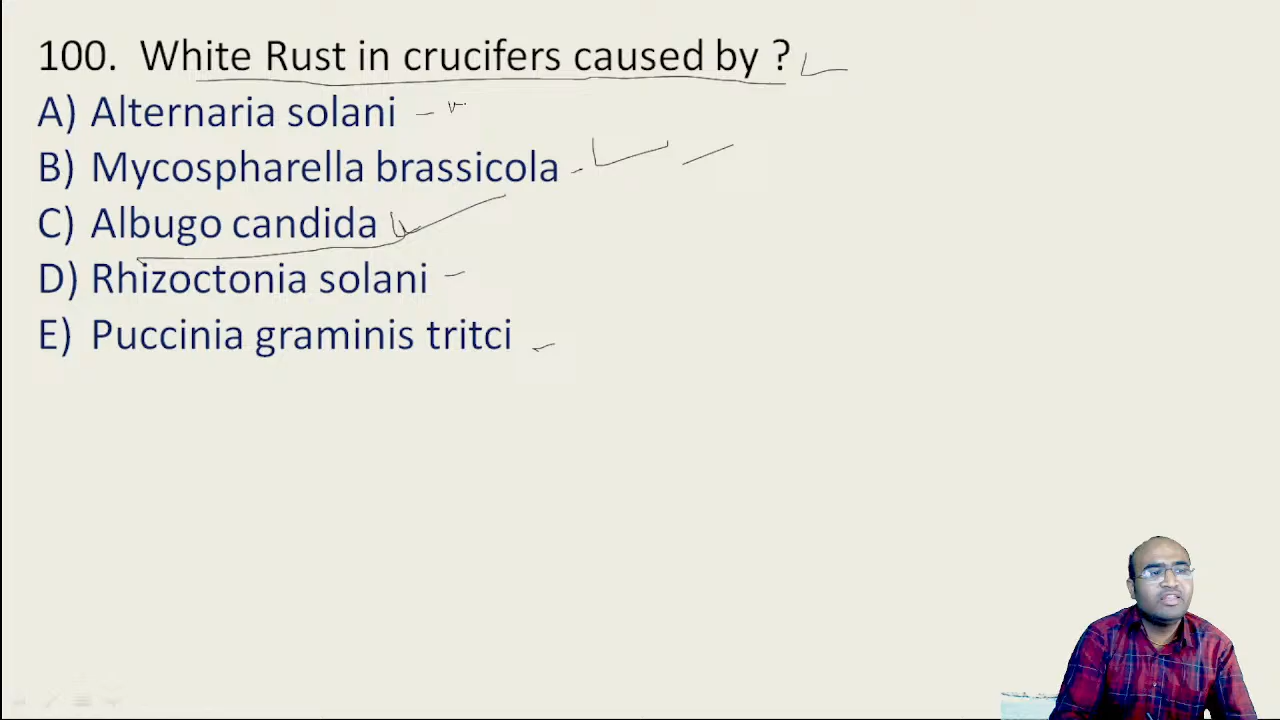 100. White Rust in crucifers caused by ?
A) Alternaria solani
B) Mycospharella brassicola
C) Albugo candida
D) Rhizoctonia solani
E) Puccinia graminis tritci